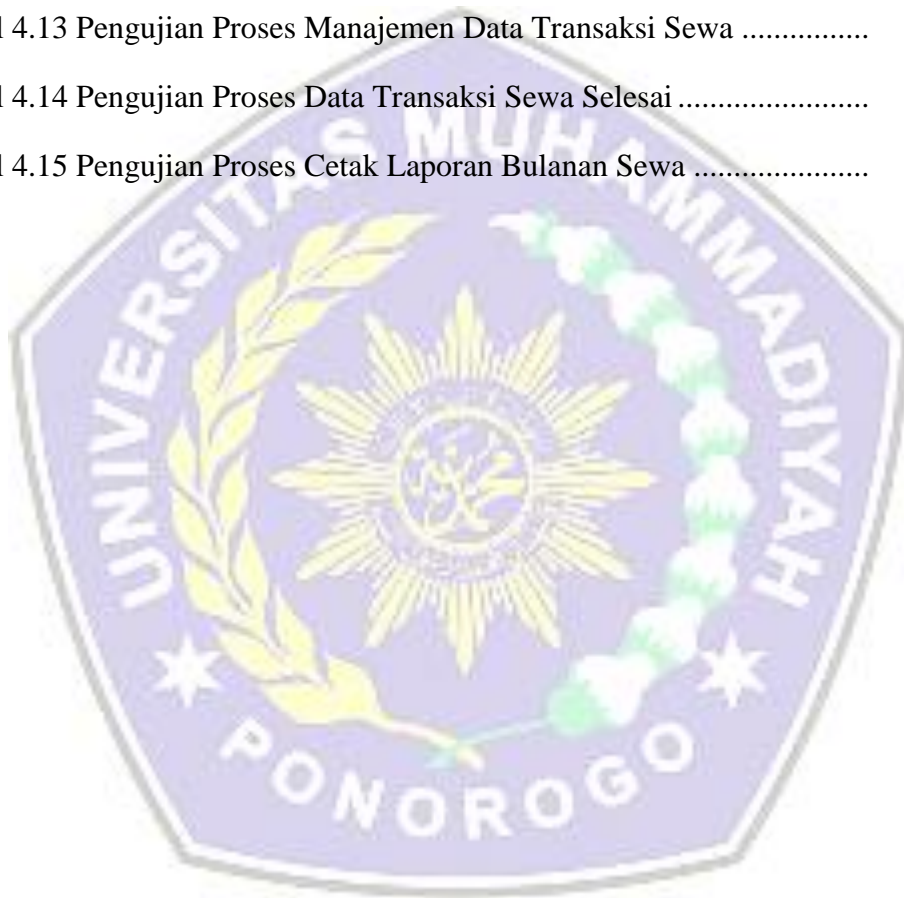 l 4.13 Pengujian Proses Manajemen Data Transaksi Sewa ................
l 4.14 Pengujian Proses Data Transaksi Sewa Selesai ........................
l 4.15 Pengujian Proses Cetak Laporan Bulanan Sewa ......................
UNIVERSITAS MUHAMMADIYAH
PONOROGO